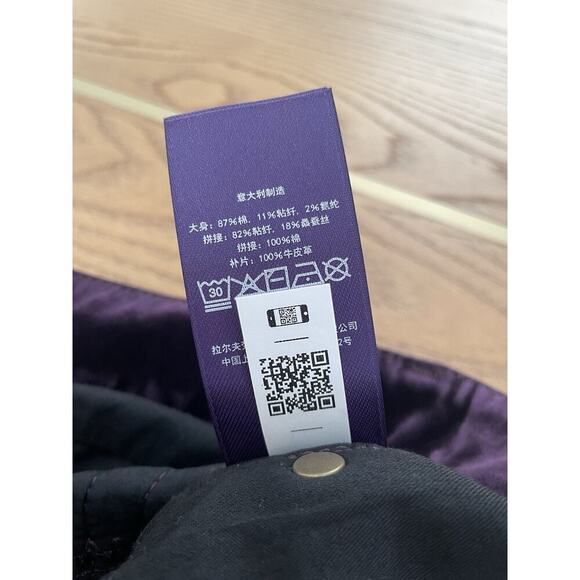 意大利制造
大身: 87%棉, 11%粘纤, 2%氨纶
拼接: 82%粘纤, 18%桑蚕丝
拼接: 100%棉
补片: 100%牛皮革
30
拉尔夫 公司
中国上 2号